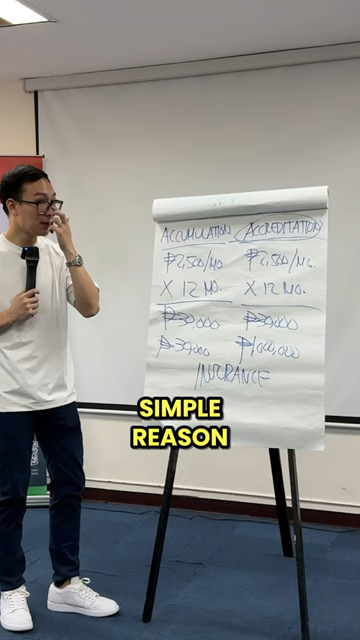 ACCUMULATION ACCREDITATION
₱2,500/MO. ₱2,500/MO.
X 12 MO. X 12 MO.
₱30,000 ₱30,000
₱30,000 ₱1,000,000
INSURANCE
SIMPLE
REASON